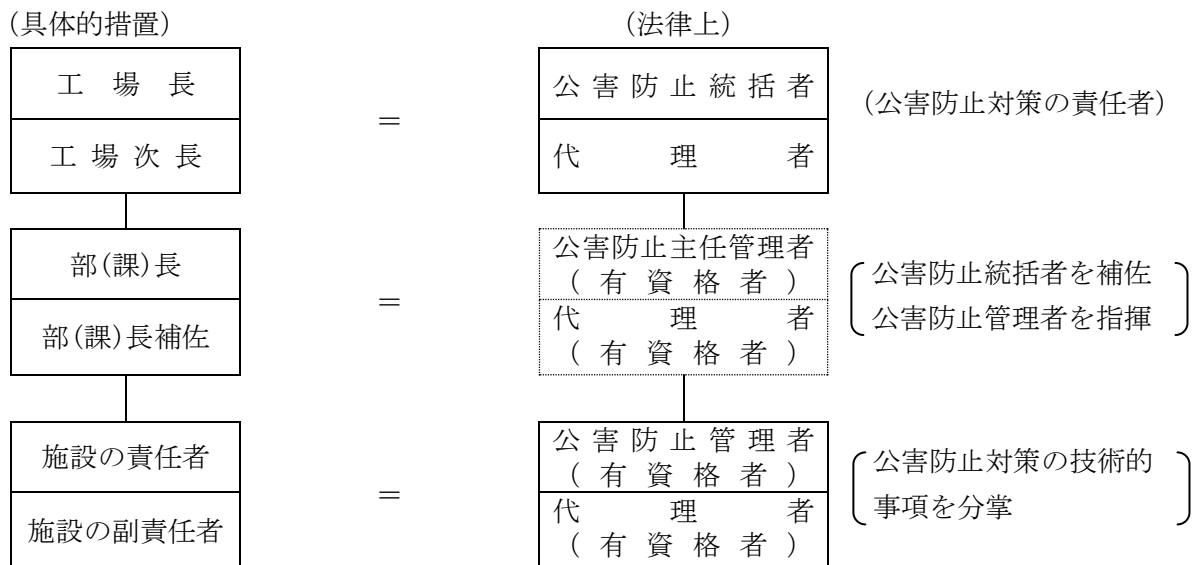 (具体的措置) (法律上)
工場長 公害防止統括者 (公害防止対策の責任者)
=
工場次長 代理者
部(課)長 公害防止主任管理者
(有資格者) 公害防止統括者を補佐
=
部(課)長補佐 代理者 公害防止管理者を指揮
(有資格者)
施設の責任者 公害防止管理者
(有資格者) 公害防止対策の技術的
=
施設の副責任者 代理者 事項を分掌
(有資格者)